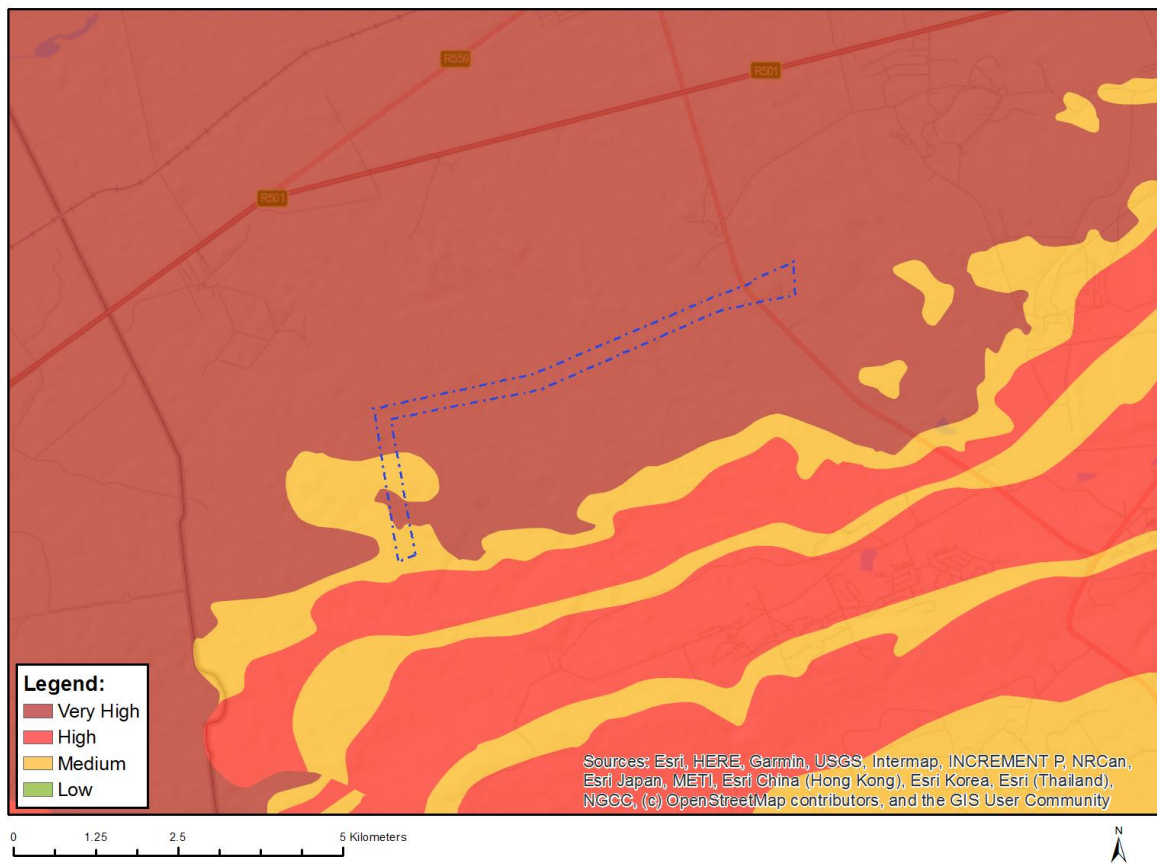 R559
R501
R501
Legend:
Very High
High
Medium
Low
Sources: Esri, HERE, Garmin, USGS, Intermap, INCREMENT P, NRCan,
Esri Japan, METI, Esri China (Hong Kong), Esri Korea, Esri (Thailand),
NGCC, (c) OpenStreetMap contributors, and the GIS User Community
0 1.25 2.5 5 Kilometers
N